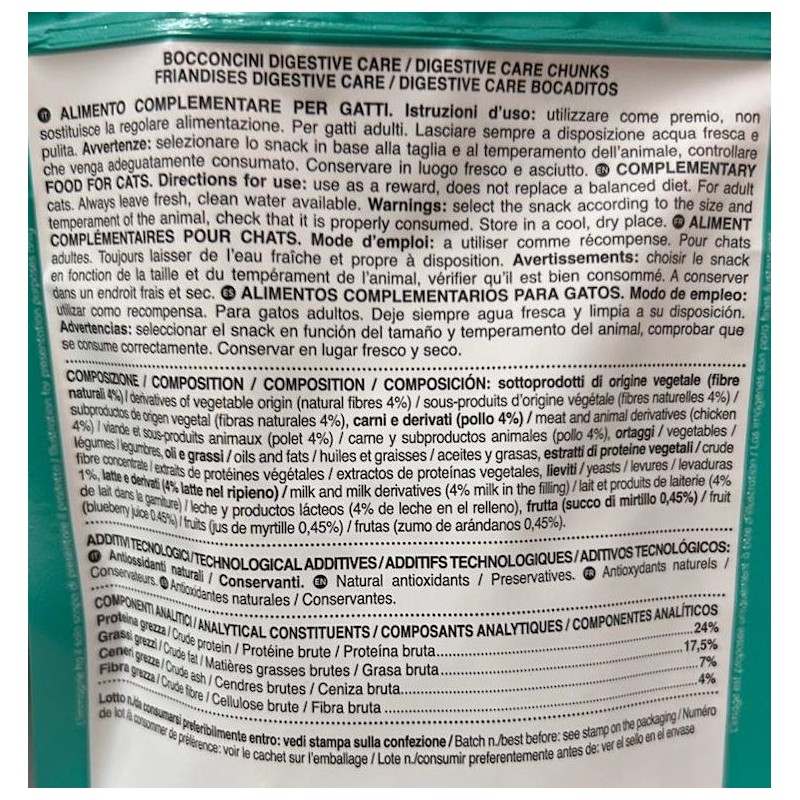 BOCCONCINI DIGESTIVE CARE / DIGESTIVE CARE CHUNKS
FRIANDISES DIGESTIVE CARE / DIGESTIVE CARE BOCADITOS
IT ALIMENTO COMPLEMENTARE PER GATTI. Istruzioni d'uso: utilizzare come premio, non
sostituisce la regolare alimentazione. Per gatti adulti. Lasciare sempre a disposizione acqua fresca e
pulita. Avvertenze: selezionare lo snack in base alla taglia e al temperamento dell'animale, controllare
che venga adeguatamente consumato. Conservare in luogo fresco e asciutto. EN COMPLEMENTARY
FOOD FOR CATS. Directions for use: use as a reward, does not replace a balanced diet. For adult
cats. Always leave fresh, clean water available. Warnings: select the snack according to the size and
temperament of the animal, check that it is properly consumed. Store in a cool, dry place. FR ALIMENT
COMPLÉMENTAIRES POUR CHATS. Mode d'emploi: a utiliser comme récompense. Pour chats
adultes. Toujours laisser de l'eau fraîche et propre à disposition. Avertissements: choisir le snack
en fonction de la taille et du tempérament de l'animal, vérifier qu'il est bien consommé. A conserver
dans un endroit frais et sec. ES ALIMENTOS COMPLEMENTARIOS PARA GATOS. Modo de empleo:
utilizar como recompensa. Para gatos adultos. Deje siempre agua fresca y limpia a su disposición.
Advertencias: seleccionar el snack en función del tamaño y temperamento del animal, comprobar que
se consume correctamente. Conservar en lugar fresco y seco.
COMPOSIZIONE / COMPOSITION / COMPOSITION / COMPOSICIÓN: sottoprodotti di origine vegetale (fibre
naturali 4%) / derivatives of vegetable origin (natural fibres 4%) / sous-produits d'origine végétale (fibres naturelles 4%) /
subproductos de origen vegetal (fibras naturales 4%), carni e derivati (pollo 4%) / meat and animal derivatives (chicken
4%) / viande et sous-produits animaux (polet 4%) / carne y subproductos animales (pollo 4%), ortaggi / vegetables /
légumes / legumbres, oli e grassi / oils and fats / huiles et graisses / aceites y grasas, estratti di proteine vegetali / crude
fibre concentrate / extraits de protéines végétales / extractos de proteínas vegetales, lieviti / yeasts / levures / levaduras
1%, latte e derivati (4% latte nel ripieno) / milk and milk derivatives (4% milk in the filling) / lait et produits de laiterie (4%
de lait dans la garniture) / leche y productos lácteos (4% de leche en el relleno), frutta (succo di mirtillo 0,45%) / fruit
(blueberry juice 0.45%) / fruits (jus de myrtille 0,45%) / frutas (zumo de arándanos 0,45%).
ADDITIVI TECNOLOGICI/TECHNOLOGICAL ADDITIVES/ADDITIFS TECHNOLOGIQUES/ADITIVOS TECNOLÓGICOS:
IT Antiossidanti naturali / Conservanti. EN Natural antioxidants / Preservatives. FR Antioxydants naturels /
Conservateurs. ES Antioxidantes naturales / Conservantes.
COMPONENTI ANALITICI / ANALYTICAL CONSTITUENTS / COMPOSANTS ANALYTIQUES / COMPONENTES ANALÍTICOS
Proteina grezza / Crude protein / Protéine brute / Proteína bruta....24%
Grassi grezzi / Crude fat / Matières grasses brutes / Grasa bruta....17,5%
Ceneri grezze / Crude ash / Cendres brutes / Ceniza bruta....7%
Fibra grezza / Crude fibre / Cellulose brute / Fibra bruta ....4%
Lotto n./da consumarsi preferibilmente entro: vedi stampa sulla confezione / Batch n./best before: see stamp on the packaging / Numéro
de lot à consommer de préférence: voir le cachet sur l'emballage / Lote n./consumir preferentemente antes de: ver el sello en el envase